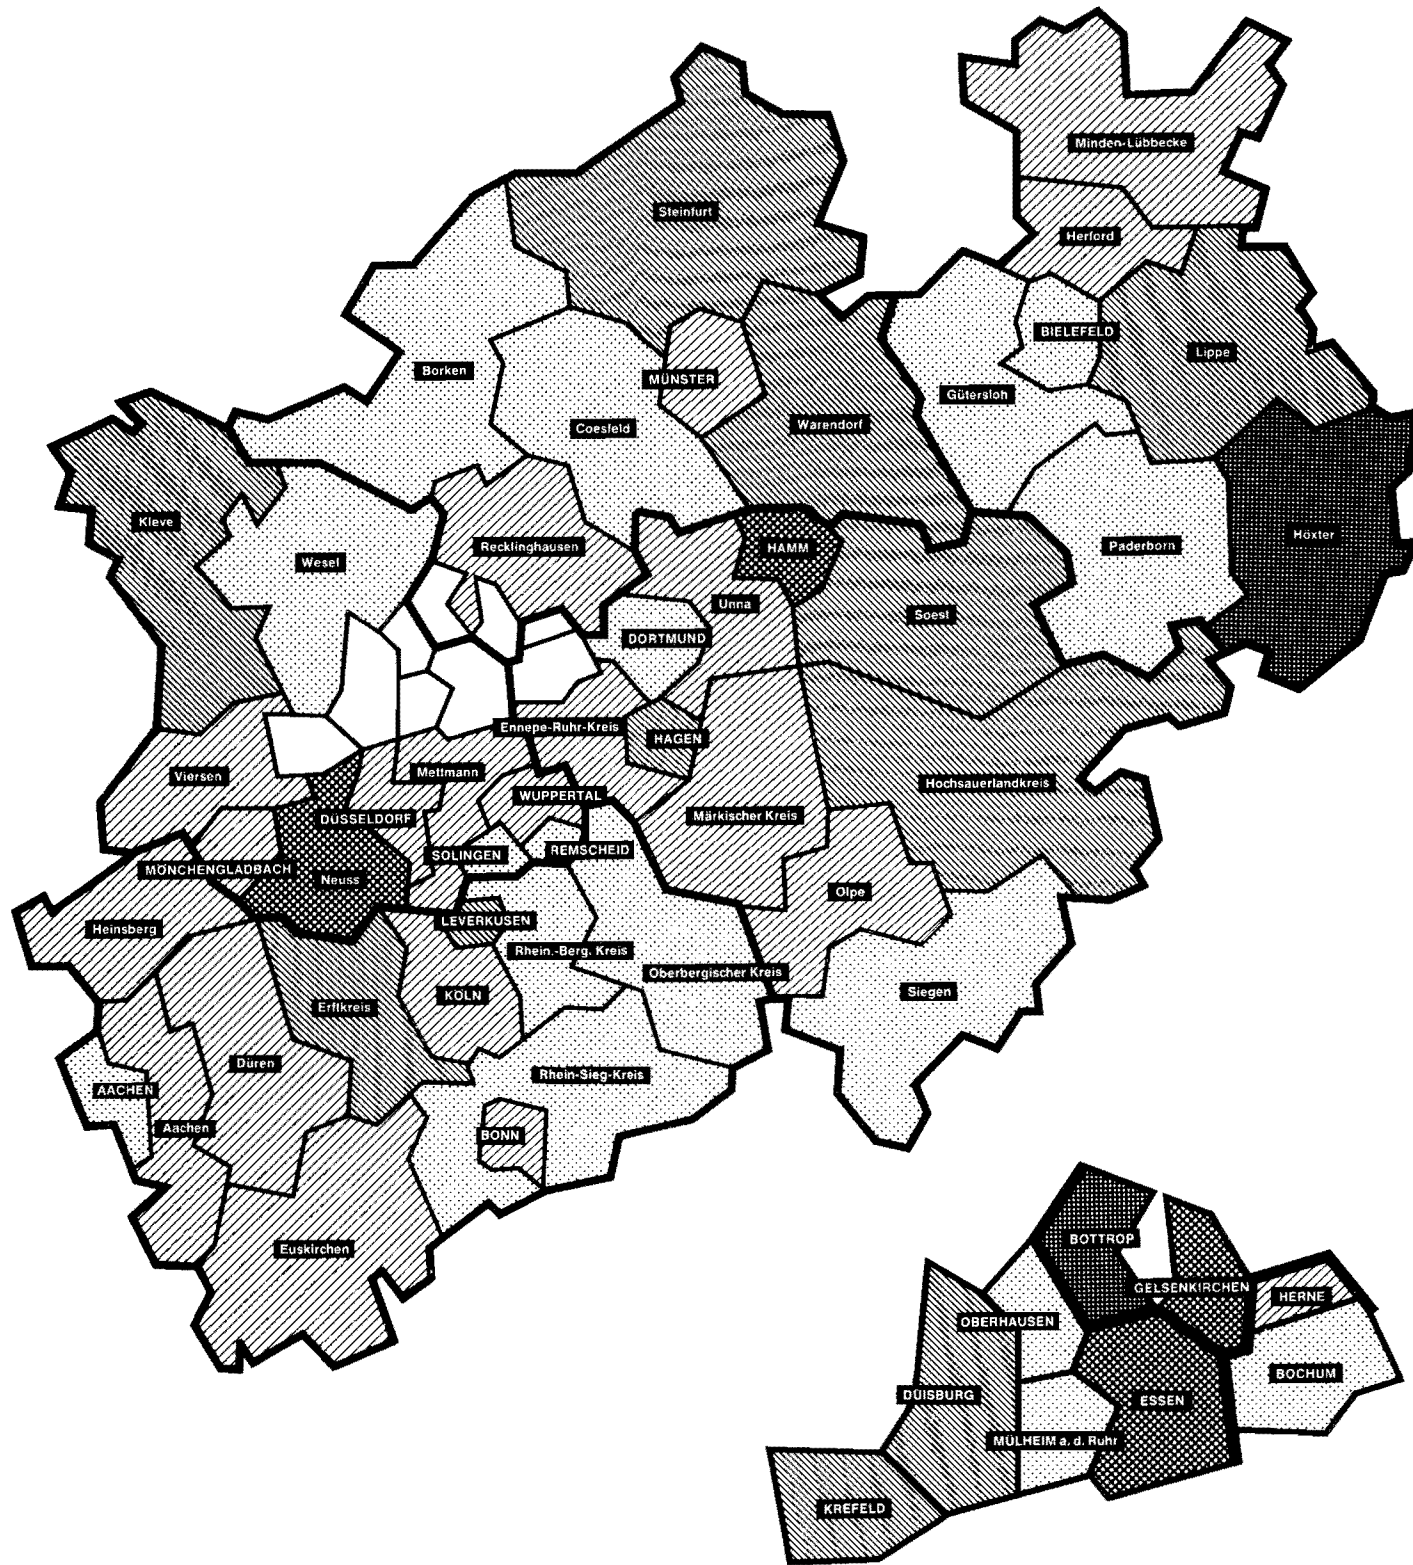 Minden-Lübbecke
Steinfurt
Herford
BIELEFELD
Lippe
Borken
MÜNSTER
Gütersloh
Coesfeld
Warendorf
Kleve
Höxter
Recklinghausen
HAMM
Paderborn
Wesel
Unna
Soest
DORTMUND
Ennepe-Ruhr-Kreis
HAGEN
Viersen
Mettmann
Hochsauerlandkreis
WUPPERTAL
DÜSSELDORF
Märkischer Kreis
SOLINGEN
REMSCHEID
MÖNCHENGLADBACH
Neuss
Olpe
LEVERKUSEN
Heinsberg
Rhein.-Berg. Kreis
Oberbergischer Kreis
Siegen
KÖLN
Erftkreis
Düren
Rhein-Sieg-Kreis
AACHEN
Aachen
BONN
Euskirchen
BOTTROP
GELSENKIRCHEN
HERNE
OBERHAUSEN
BOCHUM
DÜISBURG
ESSEN
MÜLHEIM a. d. Ruhr
KREFELD